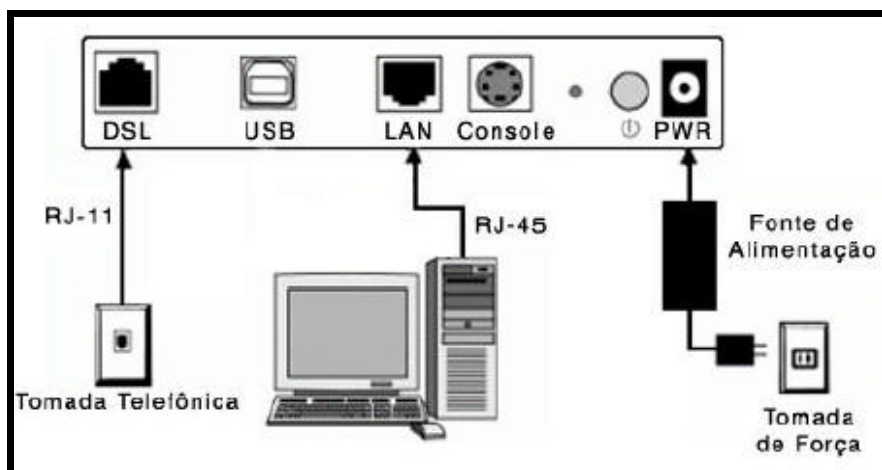 DSL
USB
LAN
Console
PWR
RJ-11
RJ-45
Fonte de
Alimentação
Tomada Telefônica
Tomada
de Força